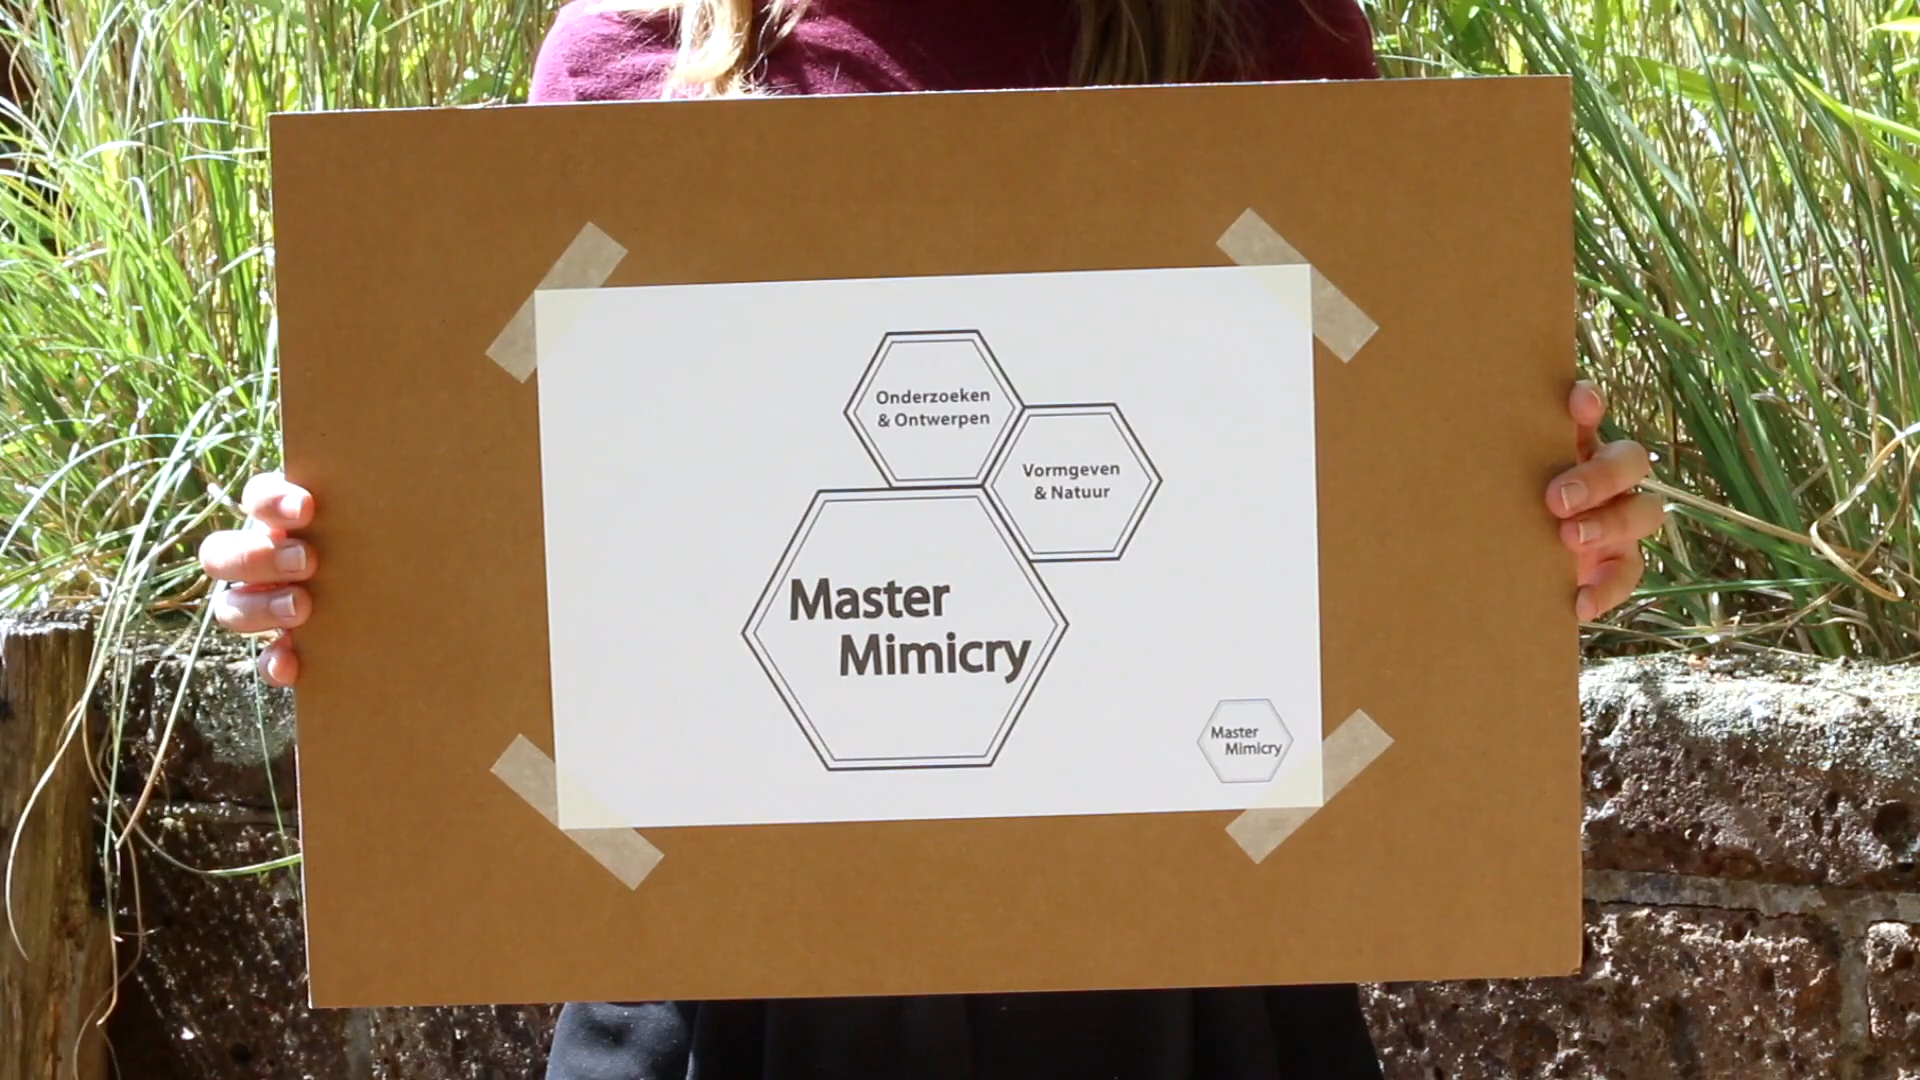 Onderzoeken
& Ontwerpen
Vormgeven
& Natuur
Master
Mimicry
Master
Mimicry